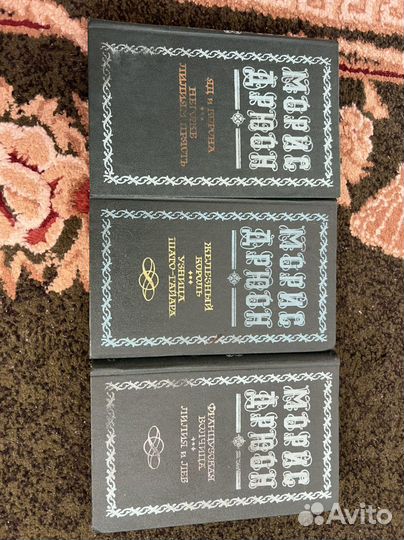 МОРИС
ДРЮОН
ЯД И КОРОНА
НЕГОЖЕ
ЛИЛИЯМ ПРЯСТЬ
МОРИС
ДРЮОН
ЖЕЛЕЗНЫЙ
КОРОЛЬ
УЗНИЦА
ШАТО-ГАЙАРА
МОРИС
ДРЮОН
ФРАНЦУЗСКАЯ
ВОЛЧИЦА
ЛИЛИЯ И ЛЕВ
Avito